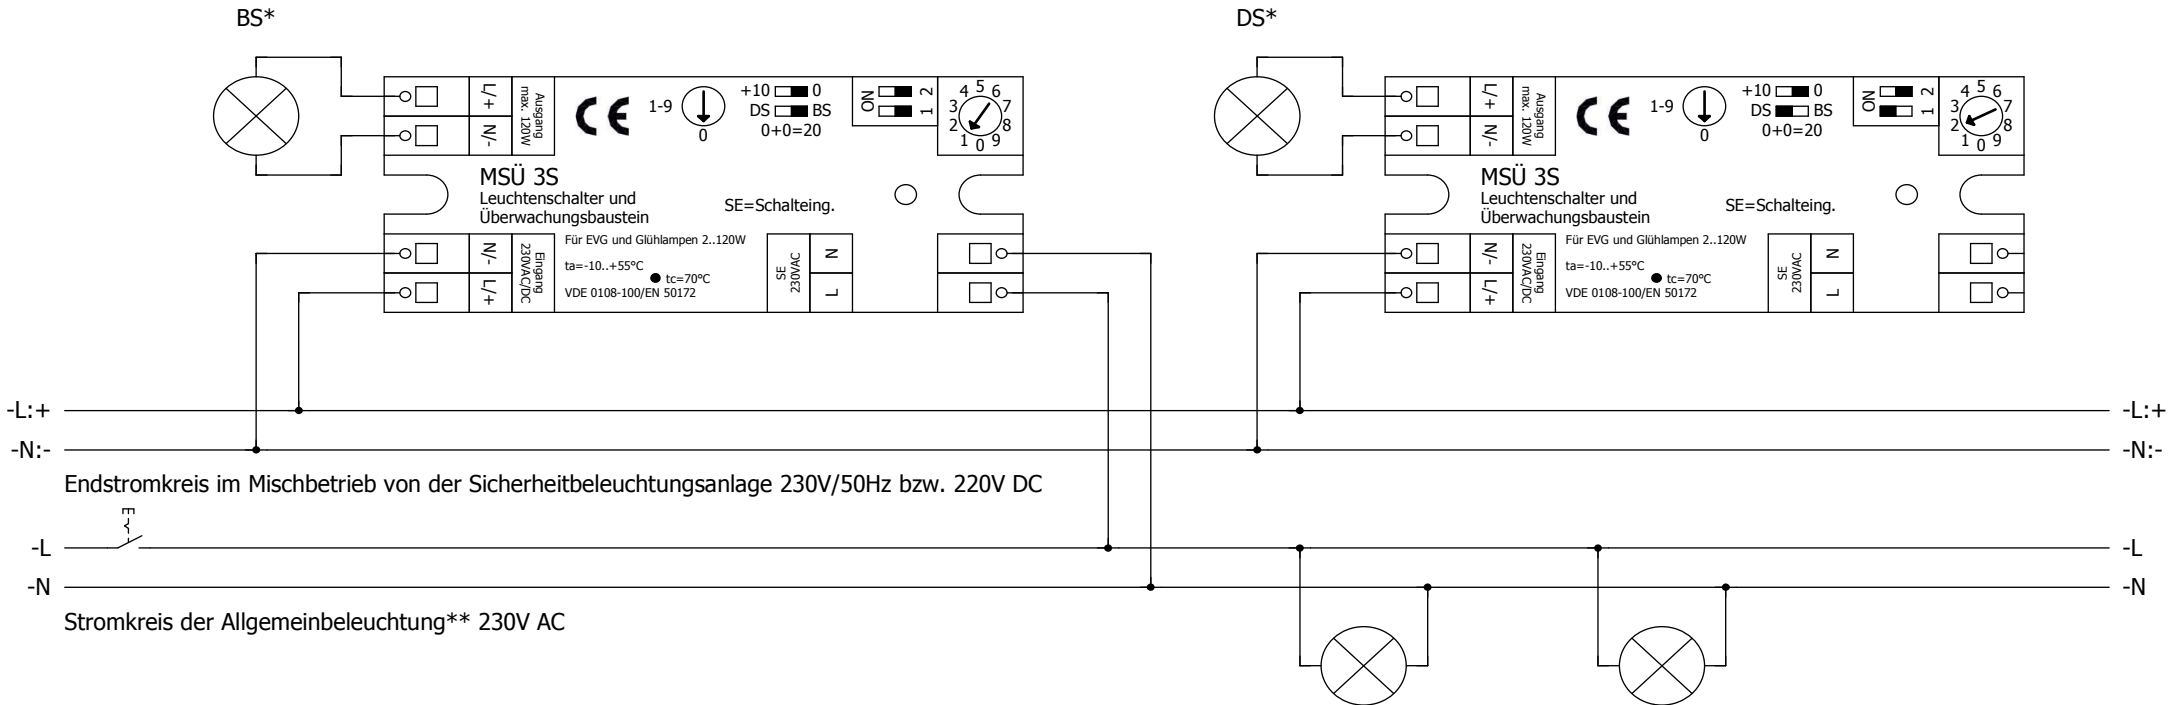 BS*
DS*
L/+
N/-
Ausgang
max. 120W
CE
1-9
0
+10 0
DS BS
0+0=20
ON
1 2
0 1 2 3 4 5 6 7 8 9
MSÜ 3S
Leuchtenschalter und
Überwachungsbaustein
SE=Schalteing.
Für EVG und Glühlampen 2..120W
ta=-10..+55°C
tc=70°C
VDE 0108-100/EN 50172
N/-
L/+
Eingang
230VAC/DC
SE
230VAC
N
L
L/+
N/-
Ausgang
max. 120W
CE
1-9
0
+10 0
DS BS
0+0=20
ON
1 2
0 1 2 3 4 5 6 7 8 9
MSÜ 3S
Leuchtenschalter und
Überwachungsbaustein
SE=Schalteing.
Für EVG und Glühlampen 2..120W
ta=-10..+55°C
tc=70°C
VDE 0108-100/EN 50172
N/-
L/+
Eingang
230VAC/DC
SE
230VAC
N
L
-L:+ -L:+
-N:- -N:-
Endstromkreis im Mischbetrieb von der Sicherheitbeleuchtungsanlage 230V/50Hz bzw. 220V DC
-L -L
-N -N
Stromkreis der Allgemeinbeleuchtung** 230V AC